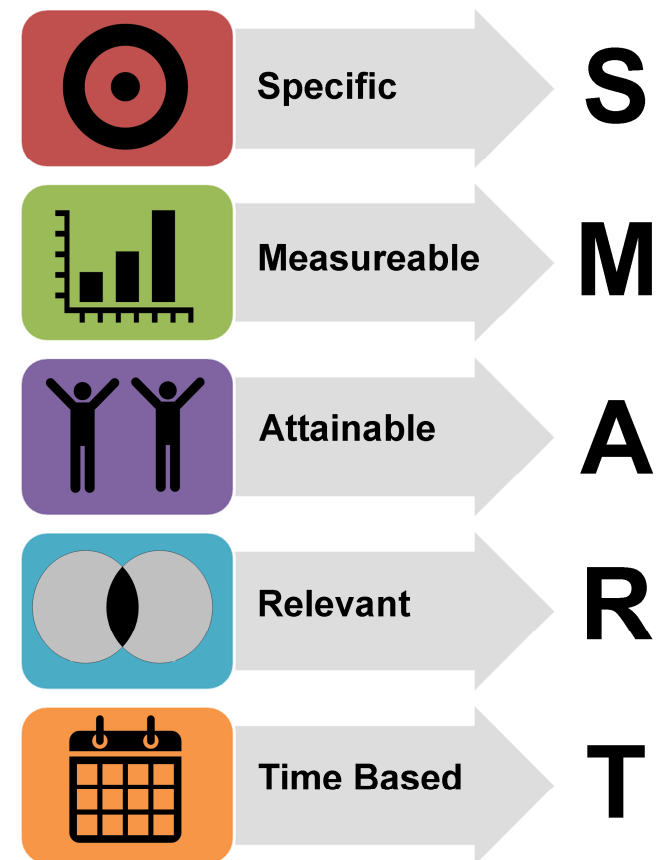 Specific S
Measureable M
Attainable A
Relevant R
Time Based T